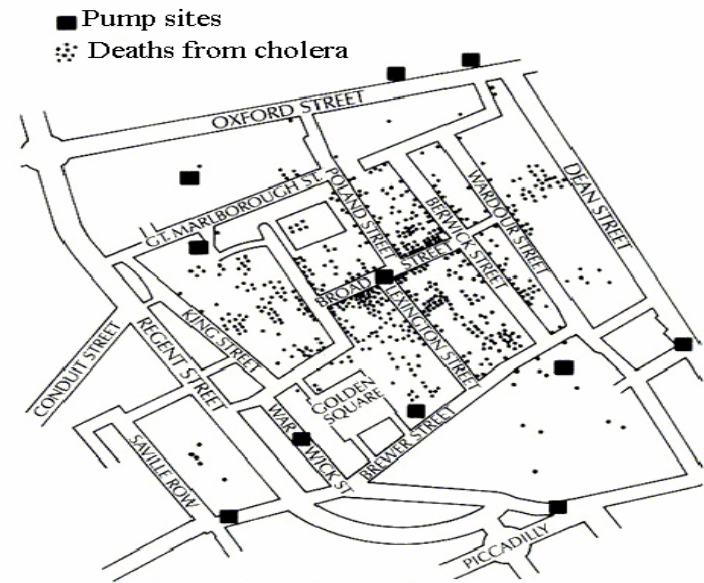 Pump sites
Deaths from cholera
OXFORD STREET
GT. MARLBOROUGH ST.
POLAND STREET
BERWICK STREET
WARDOUR STREET
DEAN STREET
BROAD STREET
KING STREET
LEXINGTON STREET
REGENT STREET
CONDUIT STREET
GOLDEN
SQUARE
WARWICK ST
BREWER STREET
SAVILLE ROW
PICCADILLY